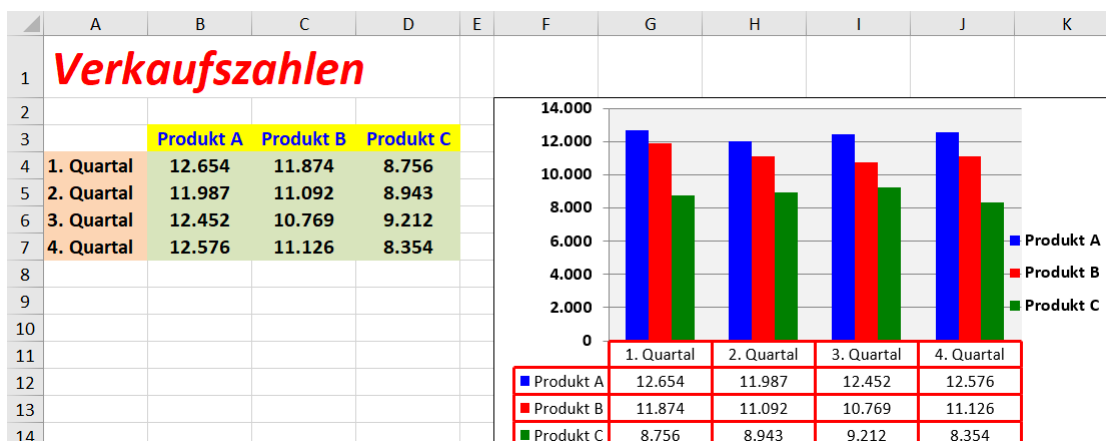 A B C D E F G H I J K
1 Verkaufszahlen
2
3 Produkt A Produkt B Produkt C
4 1. Quartal 12.654 11.874 8.756
5 2. Quartal 11.987 11.092 8.943
6 3. Quartal 12.452 10.769 9.212
7 4. Quartal 12.576 11.126 8.354
8
9
10
11
12
13
14
14.000
12.000
10.000
8.000
6.000
4.000
2.000
0
Produkt A
Produkt B
Produkt C
1. Quartal 2. Quartal 3. Quartal 4. Quartal
Produkt A 12.654 11.987 12.452 12.576
Produkt B 11.874 11.092 10.769 11.126
Produkt C 8.756 8.943 9.212 8.354